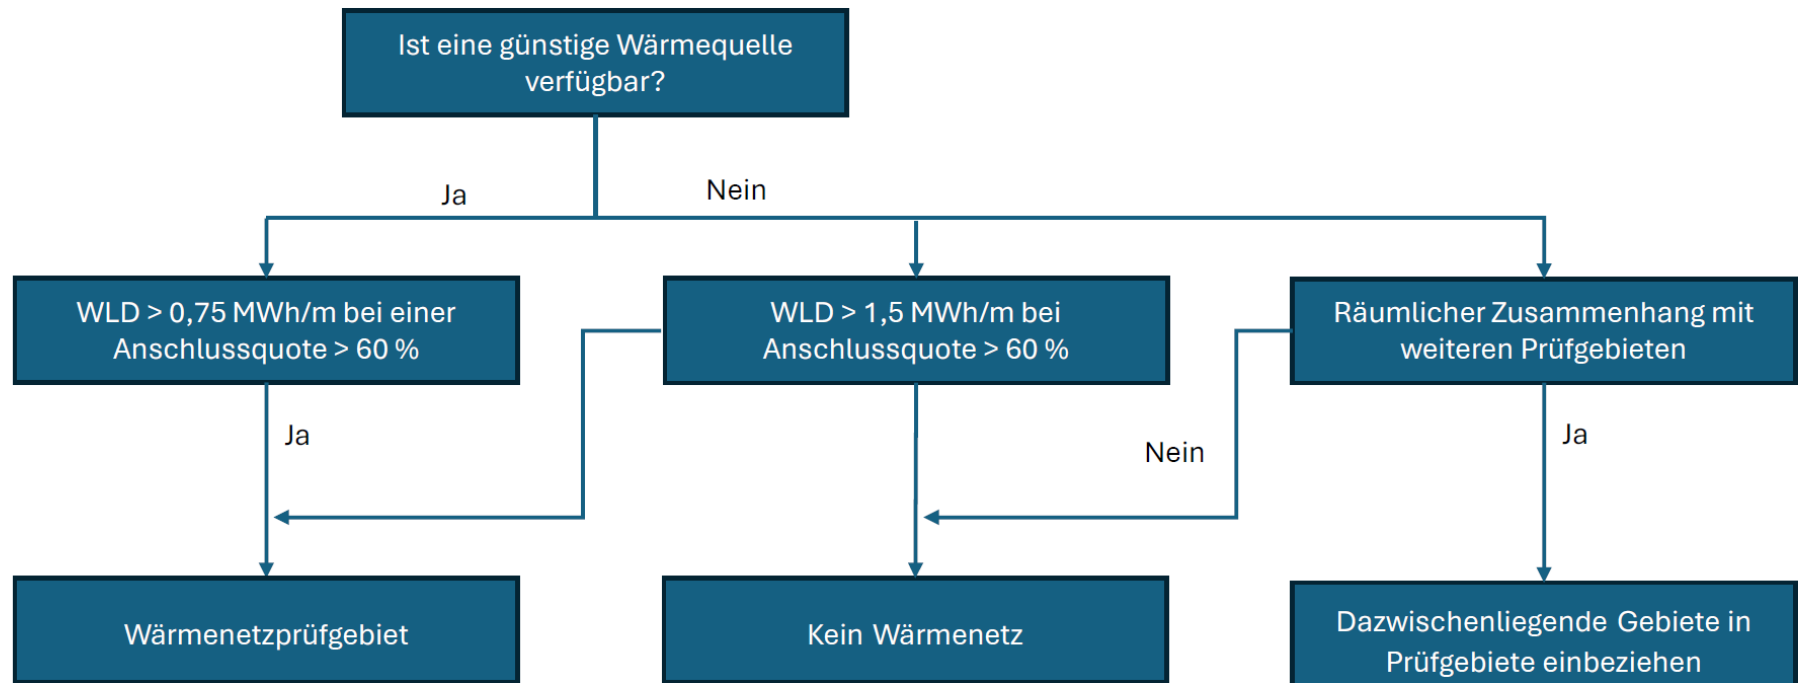 Ist eine günstige Wärmequelle
verfügbar?
Ja
Nein
WLD > 0,75 MWh/m bei einer
Anschlussquote > 60 %
WLD > 1,5 MWh/m bei
Anschlussquote > 60 %
Räumlicher Zusammenhang mit
weiteren Prüfgebieten
Ja
Nein
Ja
Wärmenetzprüfgebiet
Kein Wärmenetz
Dazwischenliegende Gebiete in
Prüfgebiete einbeziehen